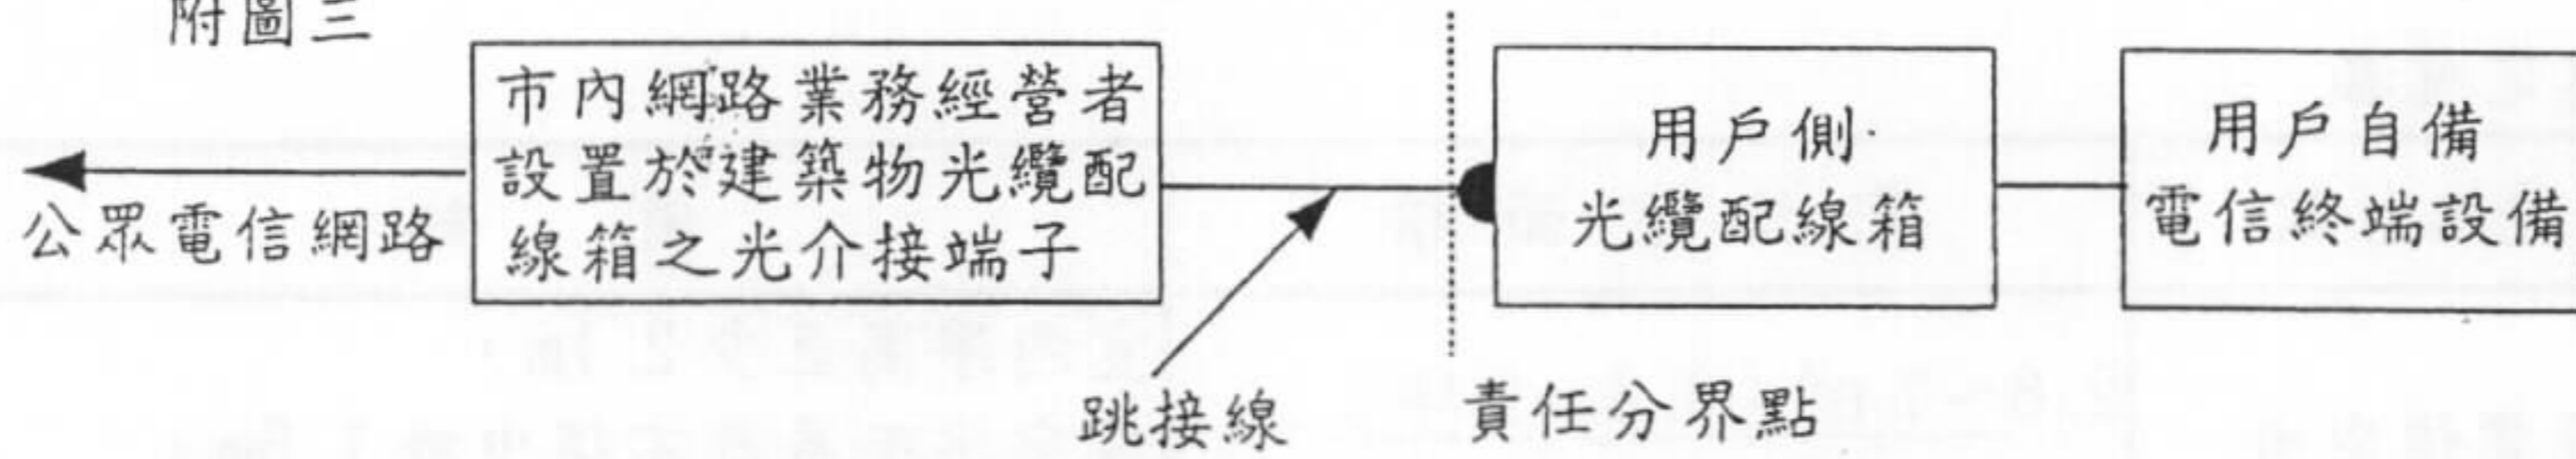 附圖三
市內網路業務經營者
設置於建築物光纜配
線箱之光介接端子
公眾電信網路
用戶側
光纜配線箱
用戶自備
電信終端設備
跳接線
責任分界點